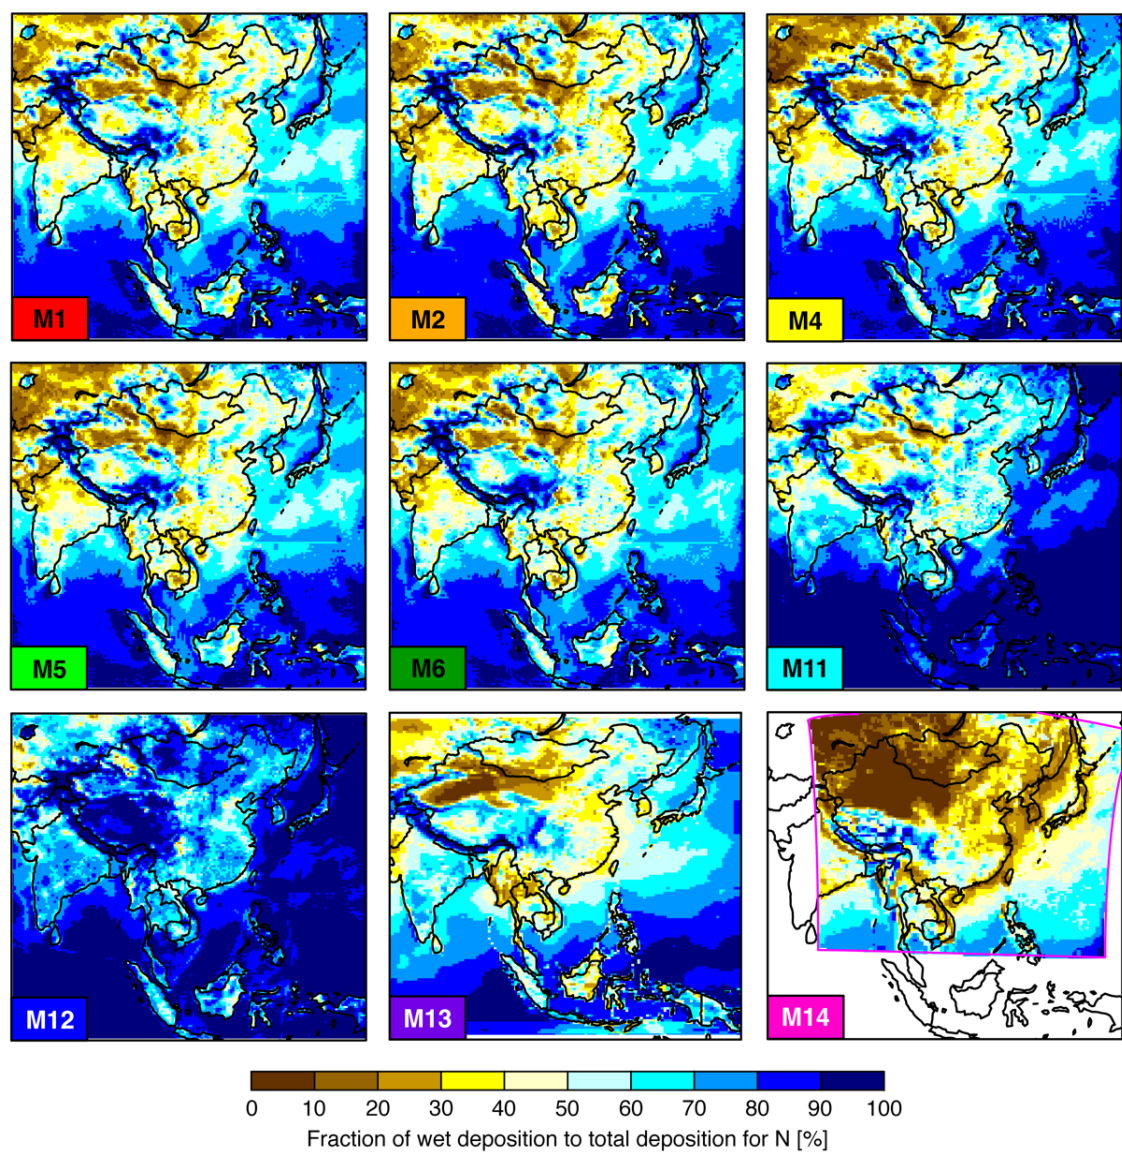 M1
M2
M4
M5
M6
M11
M12
M13
M14
0 10 20 30 40 50 60 70 80 90 100
Fraction of wet deposition to total deposition for N [%]